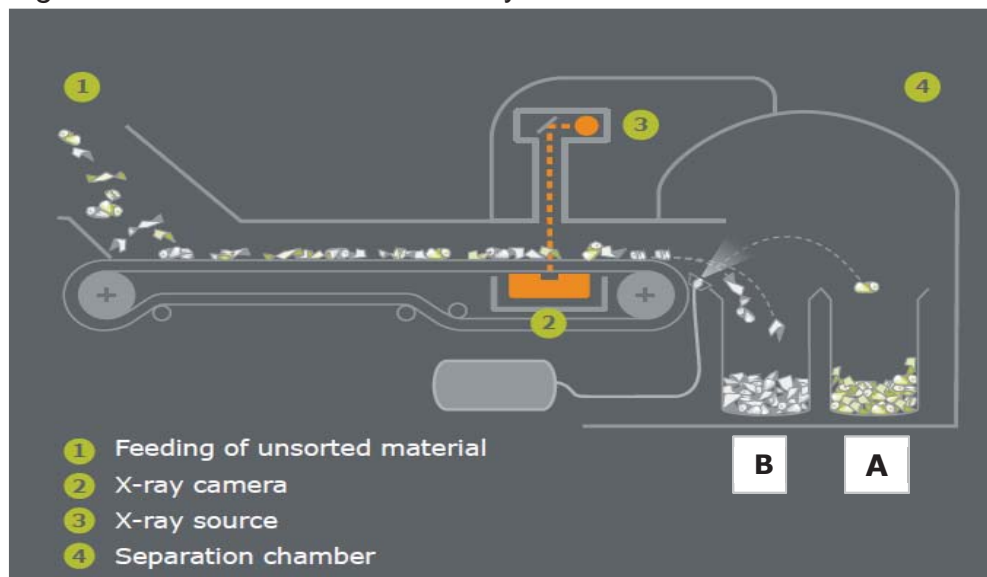 1
4
3
2
B
A
1 Feeding of unsorted material
2 X-ray camera
3 X-ray source
4 Separation chamber